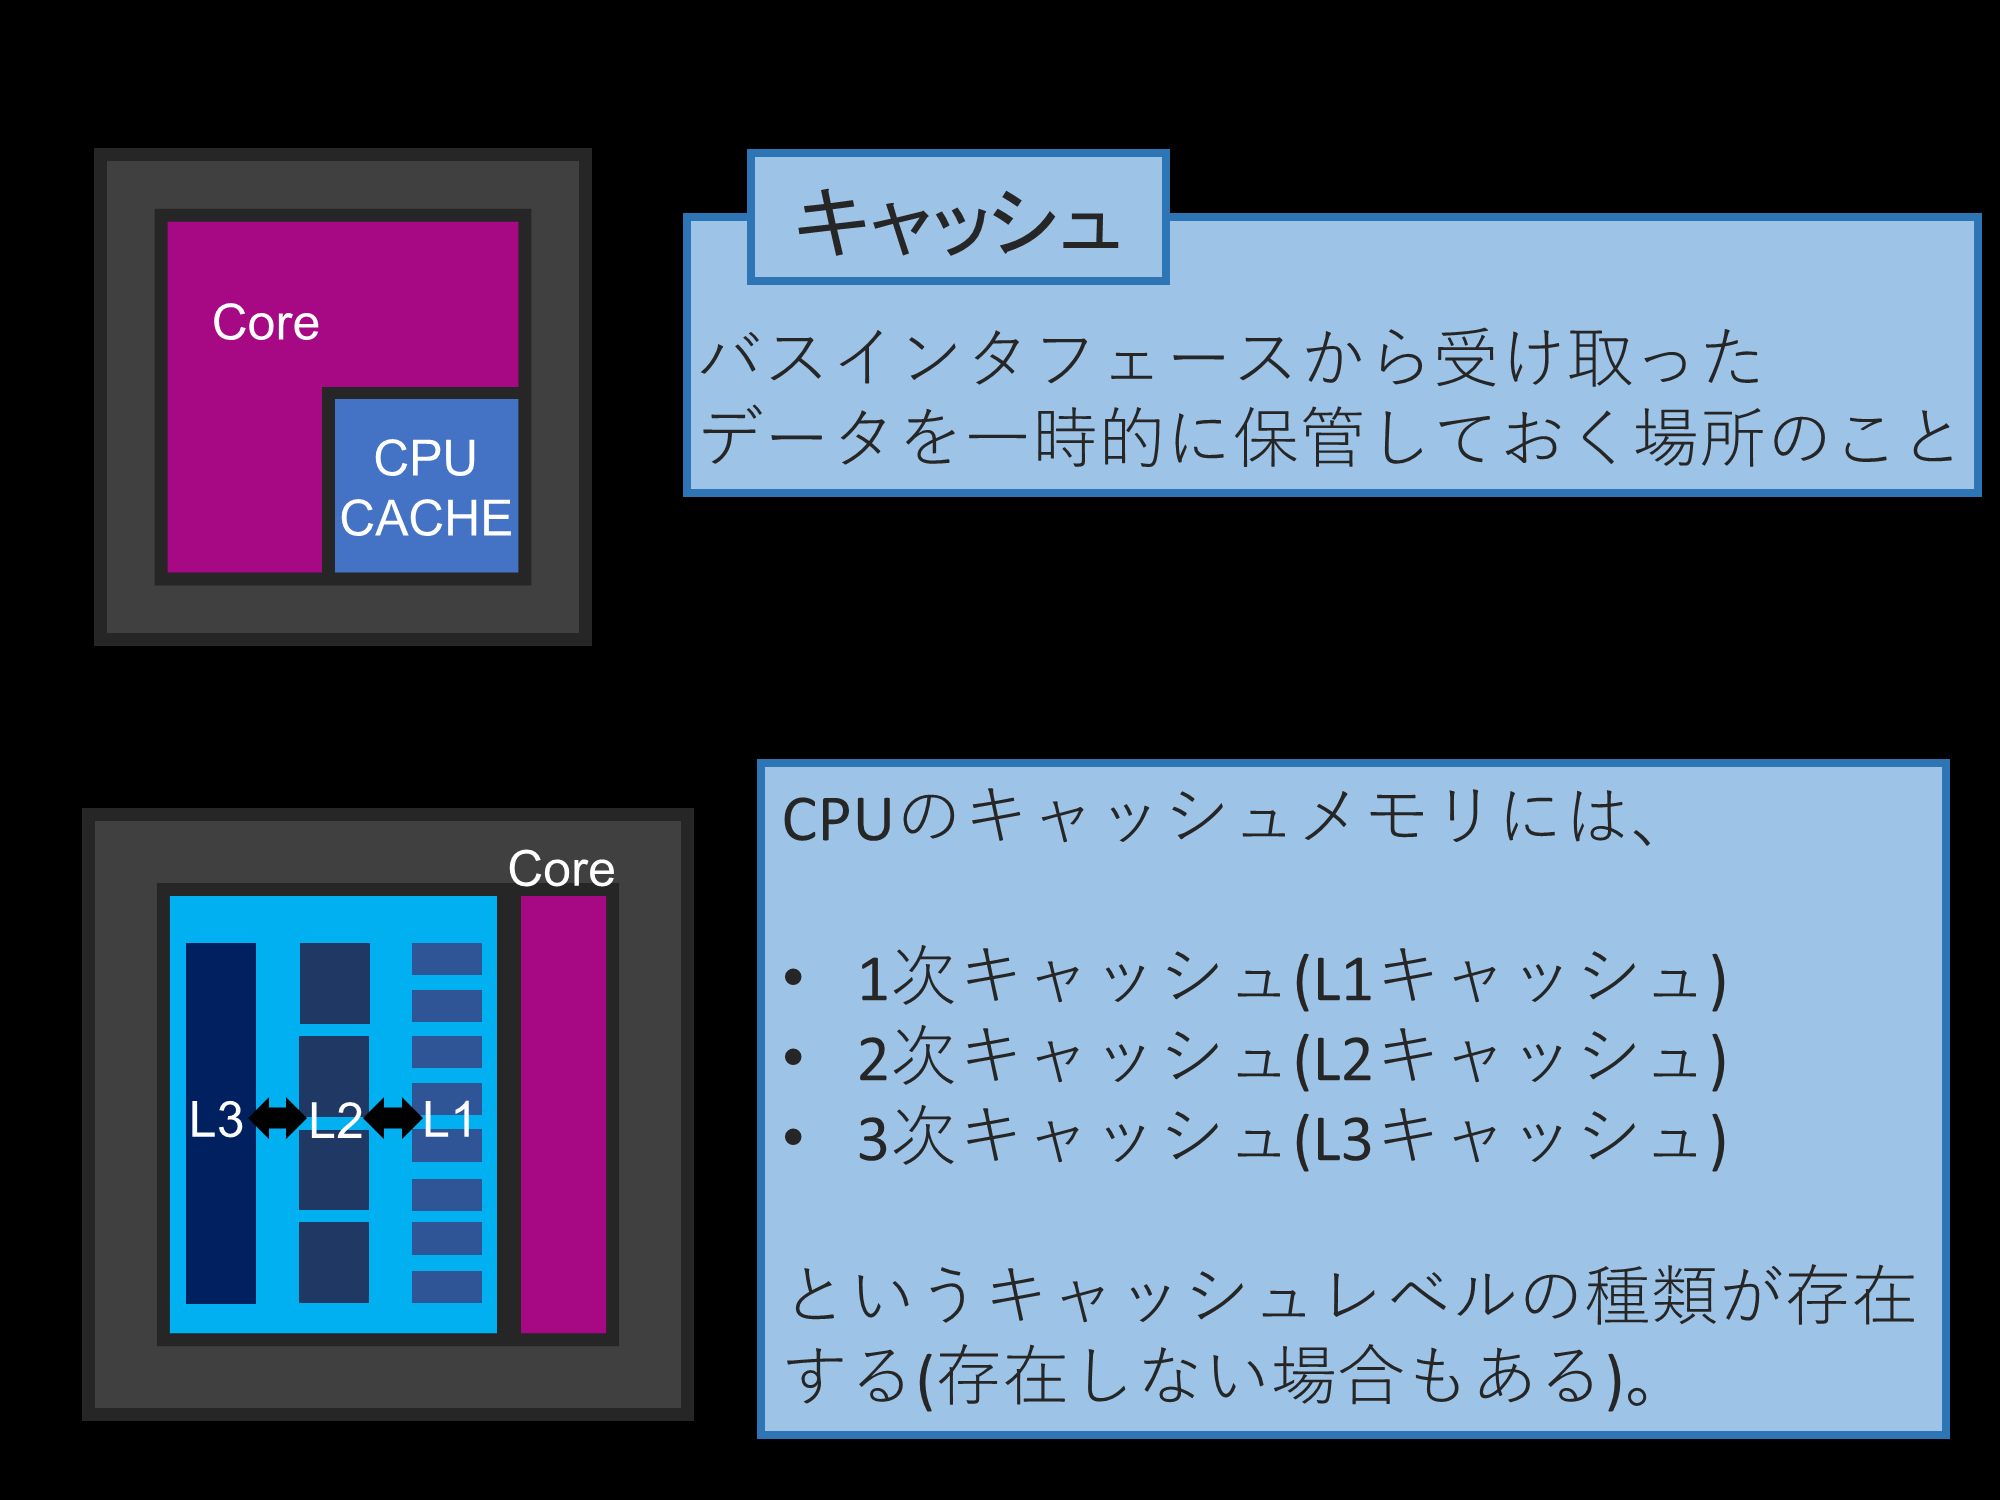 Core
CPU
CACHE
キャッシュ
バスインタフェースから受け取った
データを一時的に保管しておく場所のこと
Core
L3
L2
L1
CPUのキャッシュメモリには、
• 1次キャッシュ(L1キャッシュ)
• 2次キャッシュ(L2キャッシュ)
• 3次キャッシュ(L3キャッシュ)
というキャッシュレベルの種類が存在
する(存在しない場合もある)。